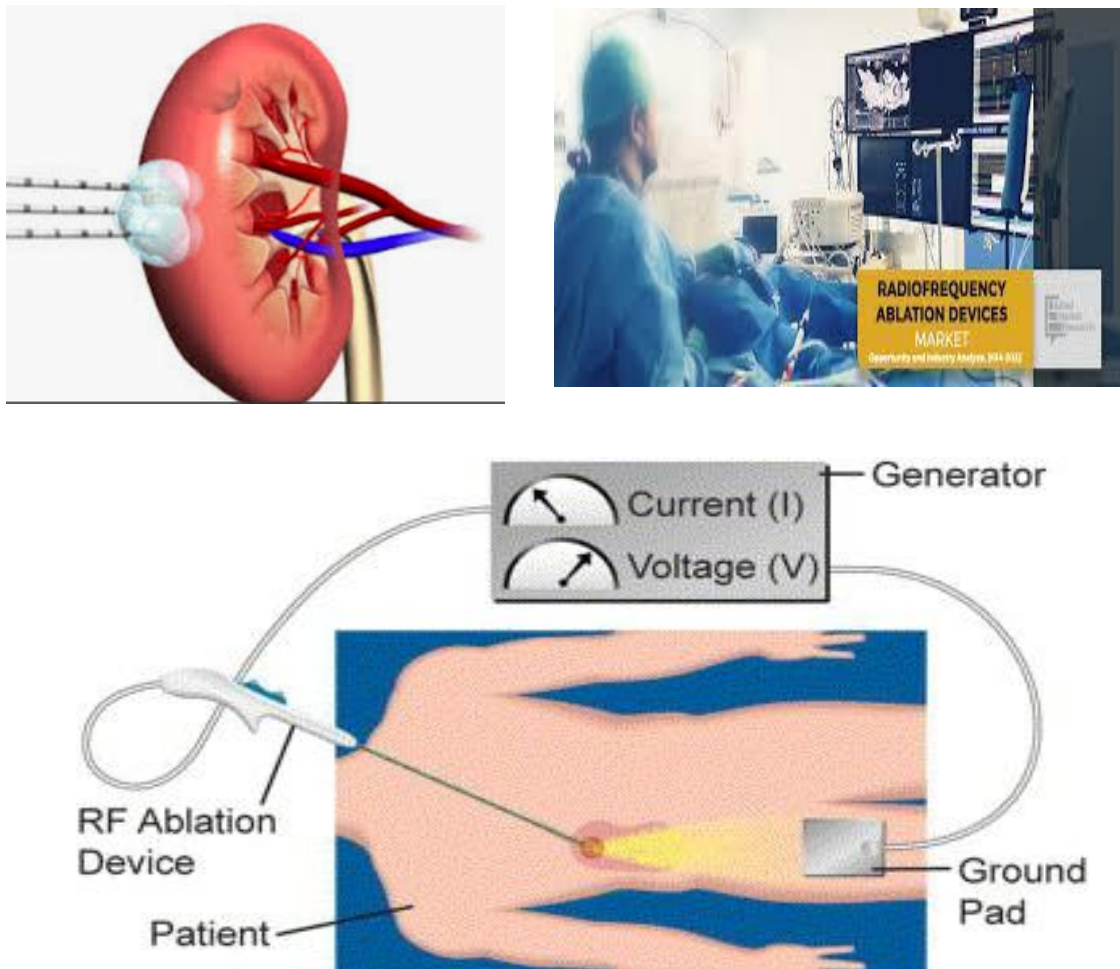 RADIOFREQUENCY
ABLATION DEVICES
MARKET
Opportunity and Industry Analysis,
Generator
Current (I)
Voltage (V)
RF Ablation
Device
Ground
Pad
Patient